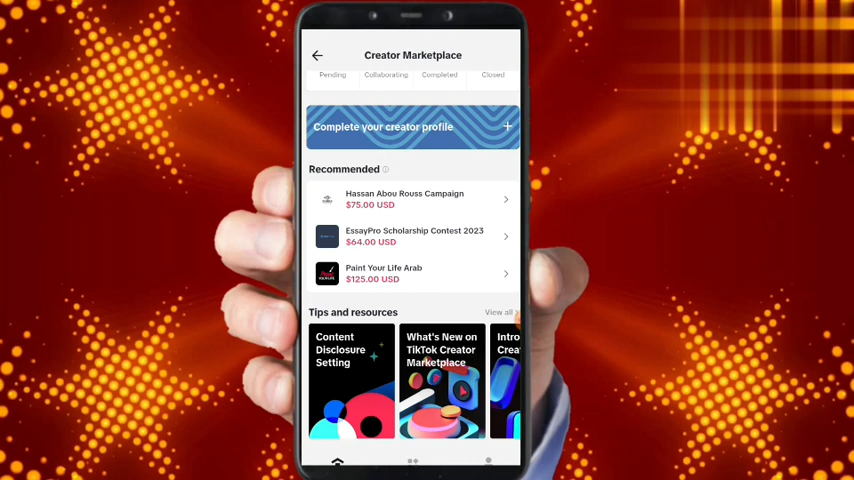 Creator Marketplace
Pending Collaborating Completed Closed
Complete your creator profile +
Recommended
Hassan Abou Rouss Campaign
$75.00 USD
EssayPro Scholarship Contest 2023
$64.00 USD
Paint Your Life Arab
$125.00 USD
Tips and resources View all
Content
Disclosure
Setting
What's New on
TikTok Creator
Marketplace
Intro
Crea